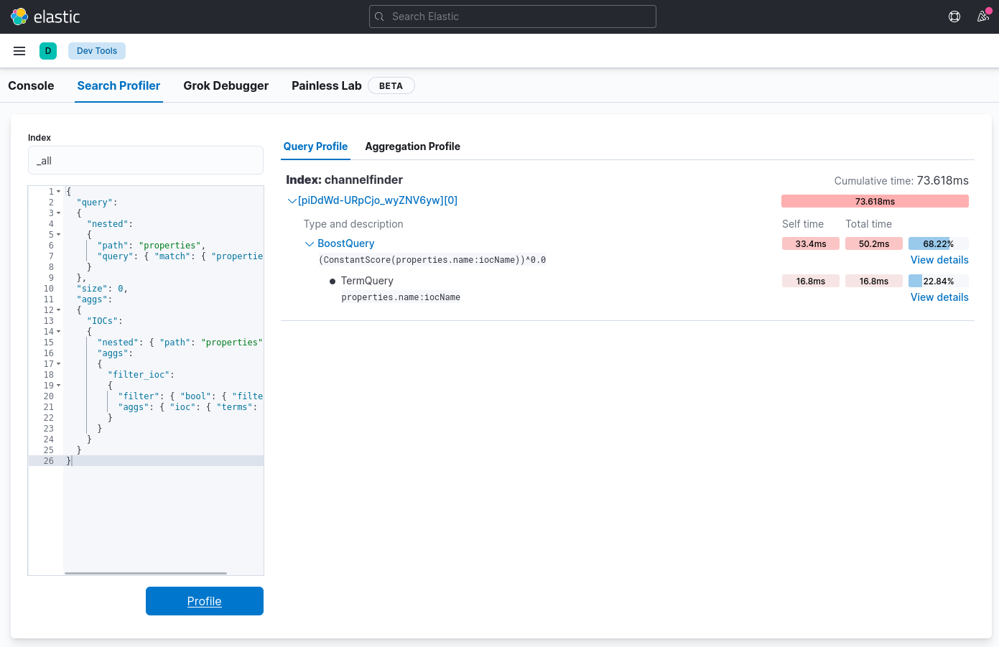 elastic
Search Elastic
D
Dev Tools
Console
Search Profiler
Grok Debugger
Painless Lab
BETA
Index
_all
1 {
2 "query":
3 {
4 "nested":
5 {
6 "path": "properties",
7 "query": { "match": { "propertie
8 }
9 },
10 "size": 0,
11 "aggs":
12 {
13 "IOCs":
14 {
15 "nested": { "path": "properties"
16 "aggs":
17 {
18 "filter_ioc":
19 {
20 "filter": { "bool": { "filte
21 "aggs": { "ioc": { "terms":
22 }
23 }
24 }
25 }
26 }
Profile
Query Profile
Aggregation Profile
Index: channelfinder
Cumulative time: 73.618ms
[piDdWd-URpCjo_wyZNV6yw][0]
73.618ms
Type and description
Self time
Total time
BoostQuery
33.4ms
50.2ms
68.22%
(ConstantScore(properties.name:iocName))^0.0
View details
TermQuery
16.8ms
16.8ms
22.84%
properties.name:iocName
View details